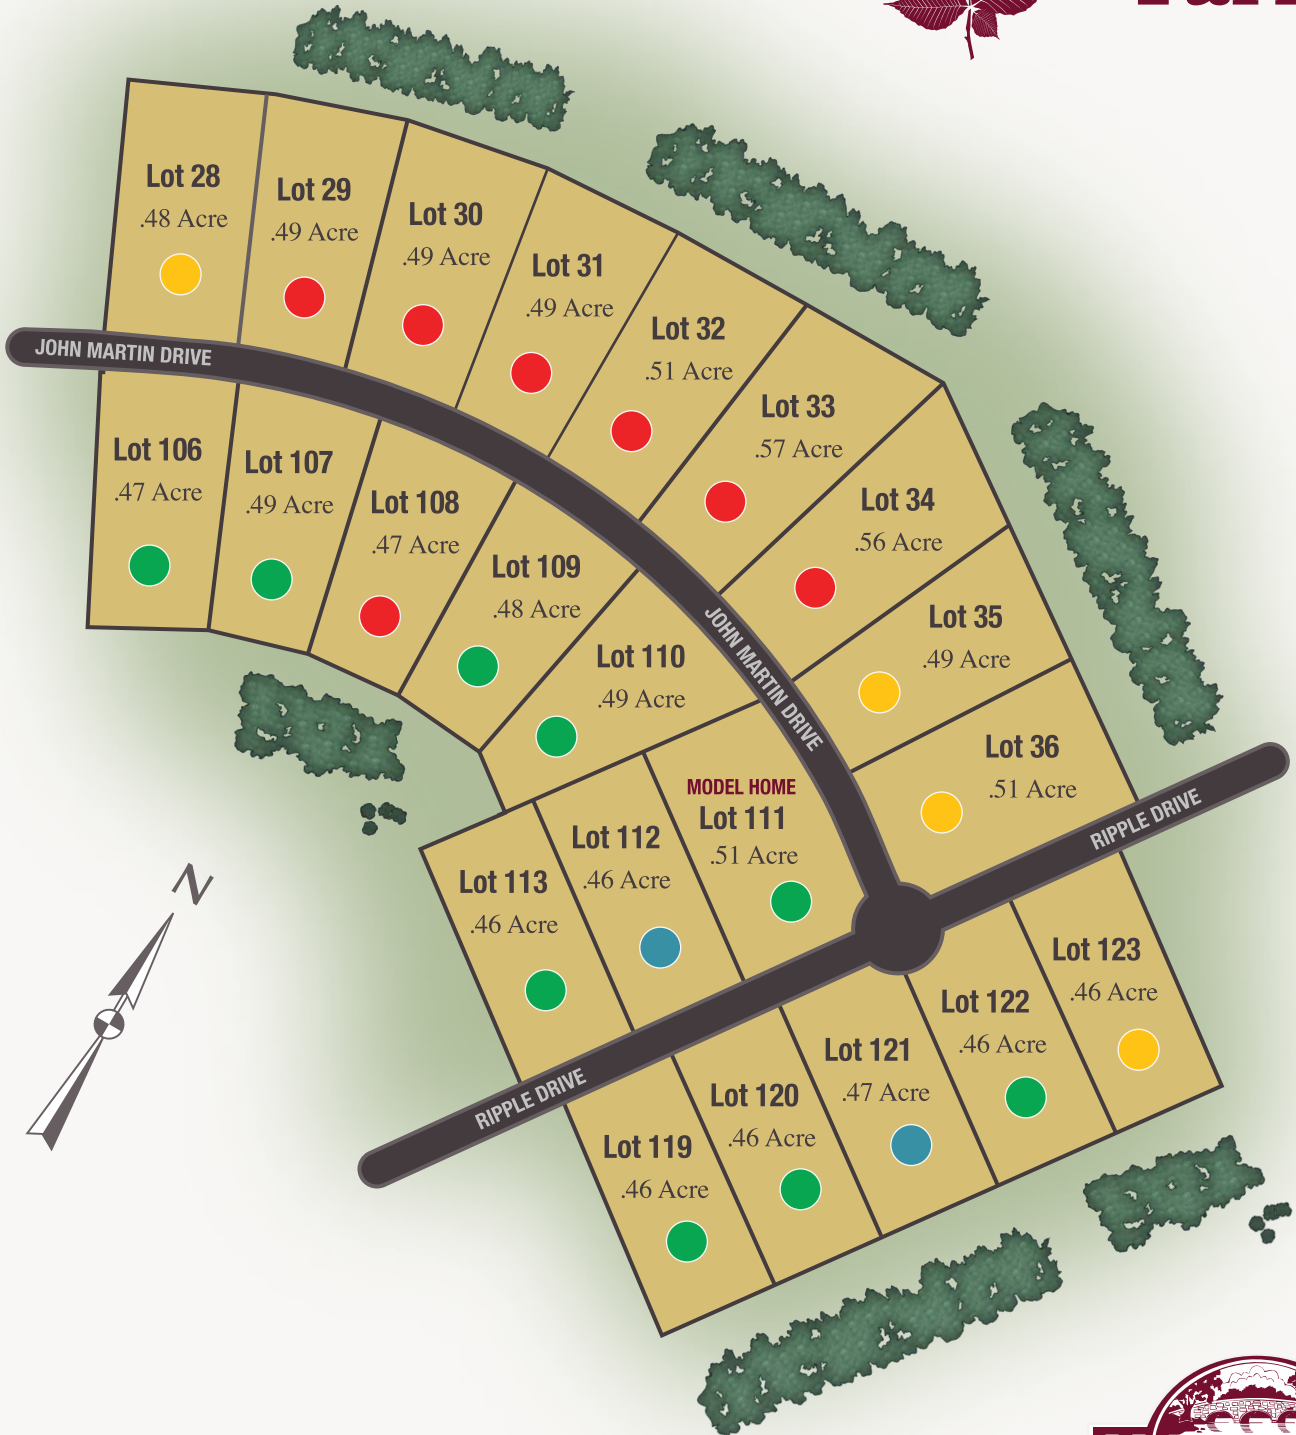 Lot 28
.48 Acre
Lot 29
.49 Acre
Lot 30
.49 Acre
Lot 31
.49 Acre
Lot 32
.51 Acre
Lot 33
.57 Acre
Lot 34
.56 Acre
Lot 35
.49 Acre
Lot 36
.51 Acre
JOHN MARTIN DRIVE
Lot 106
.47 Acre
Lot 107
.49 Acre
Lot 108
.47 Acre
Lot 109
.48 Acre
Lot 110
.49 Acre
JOHN MARTIN DRIVE
MODEL HOME
Lot 111
.51 Acre
Lot 112
.46 Acre
Lot 113
.46 Acre
RIPPLE DRIVE
N
RIPPLE DRIVE
Lot 119
.46 Acre
Lot 120
.46 Acre
Lot 121
.47 Acre
Lot 122
.46 Acre
Lot 123
.46 Acre